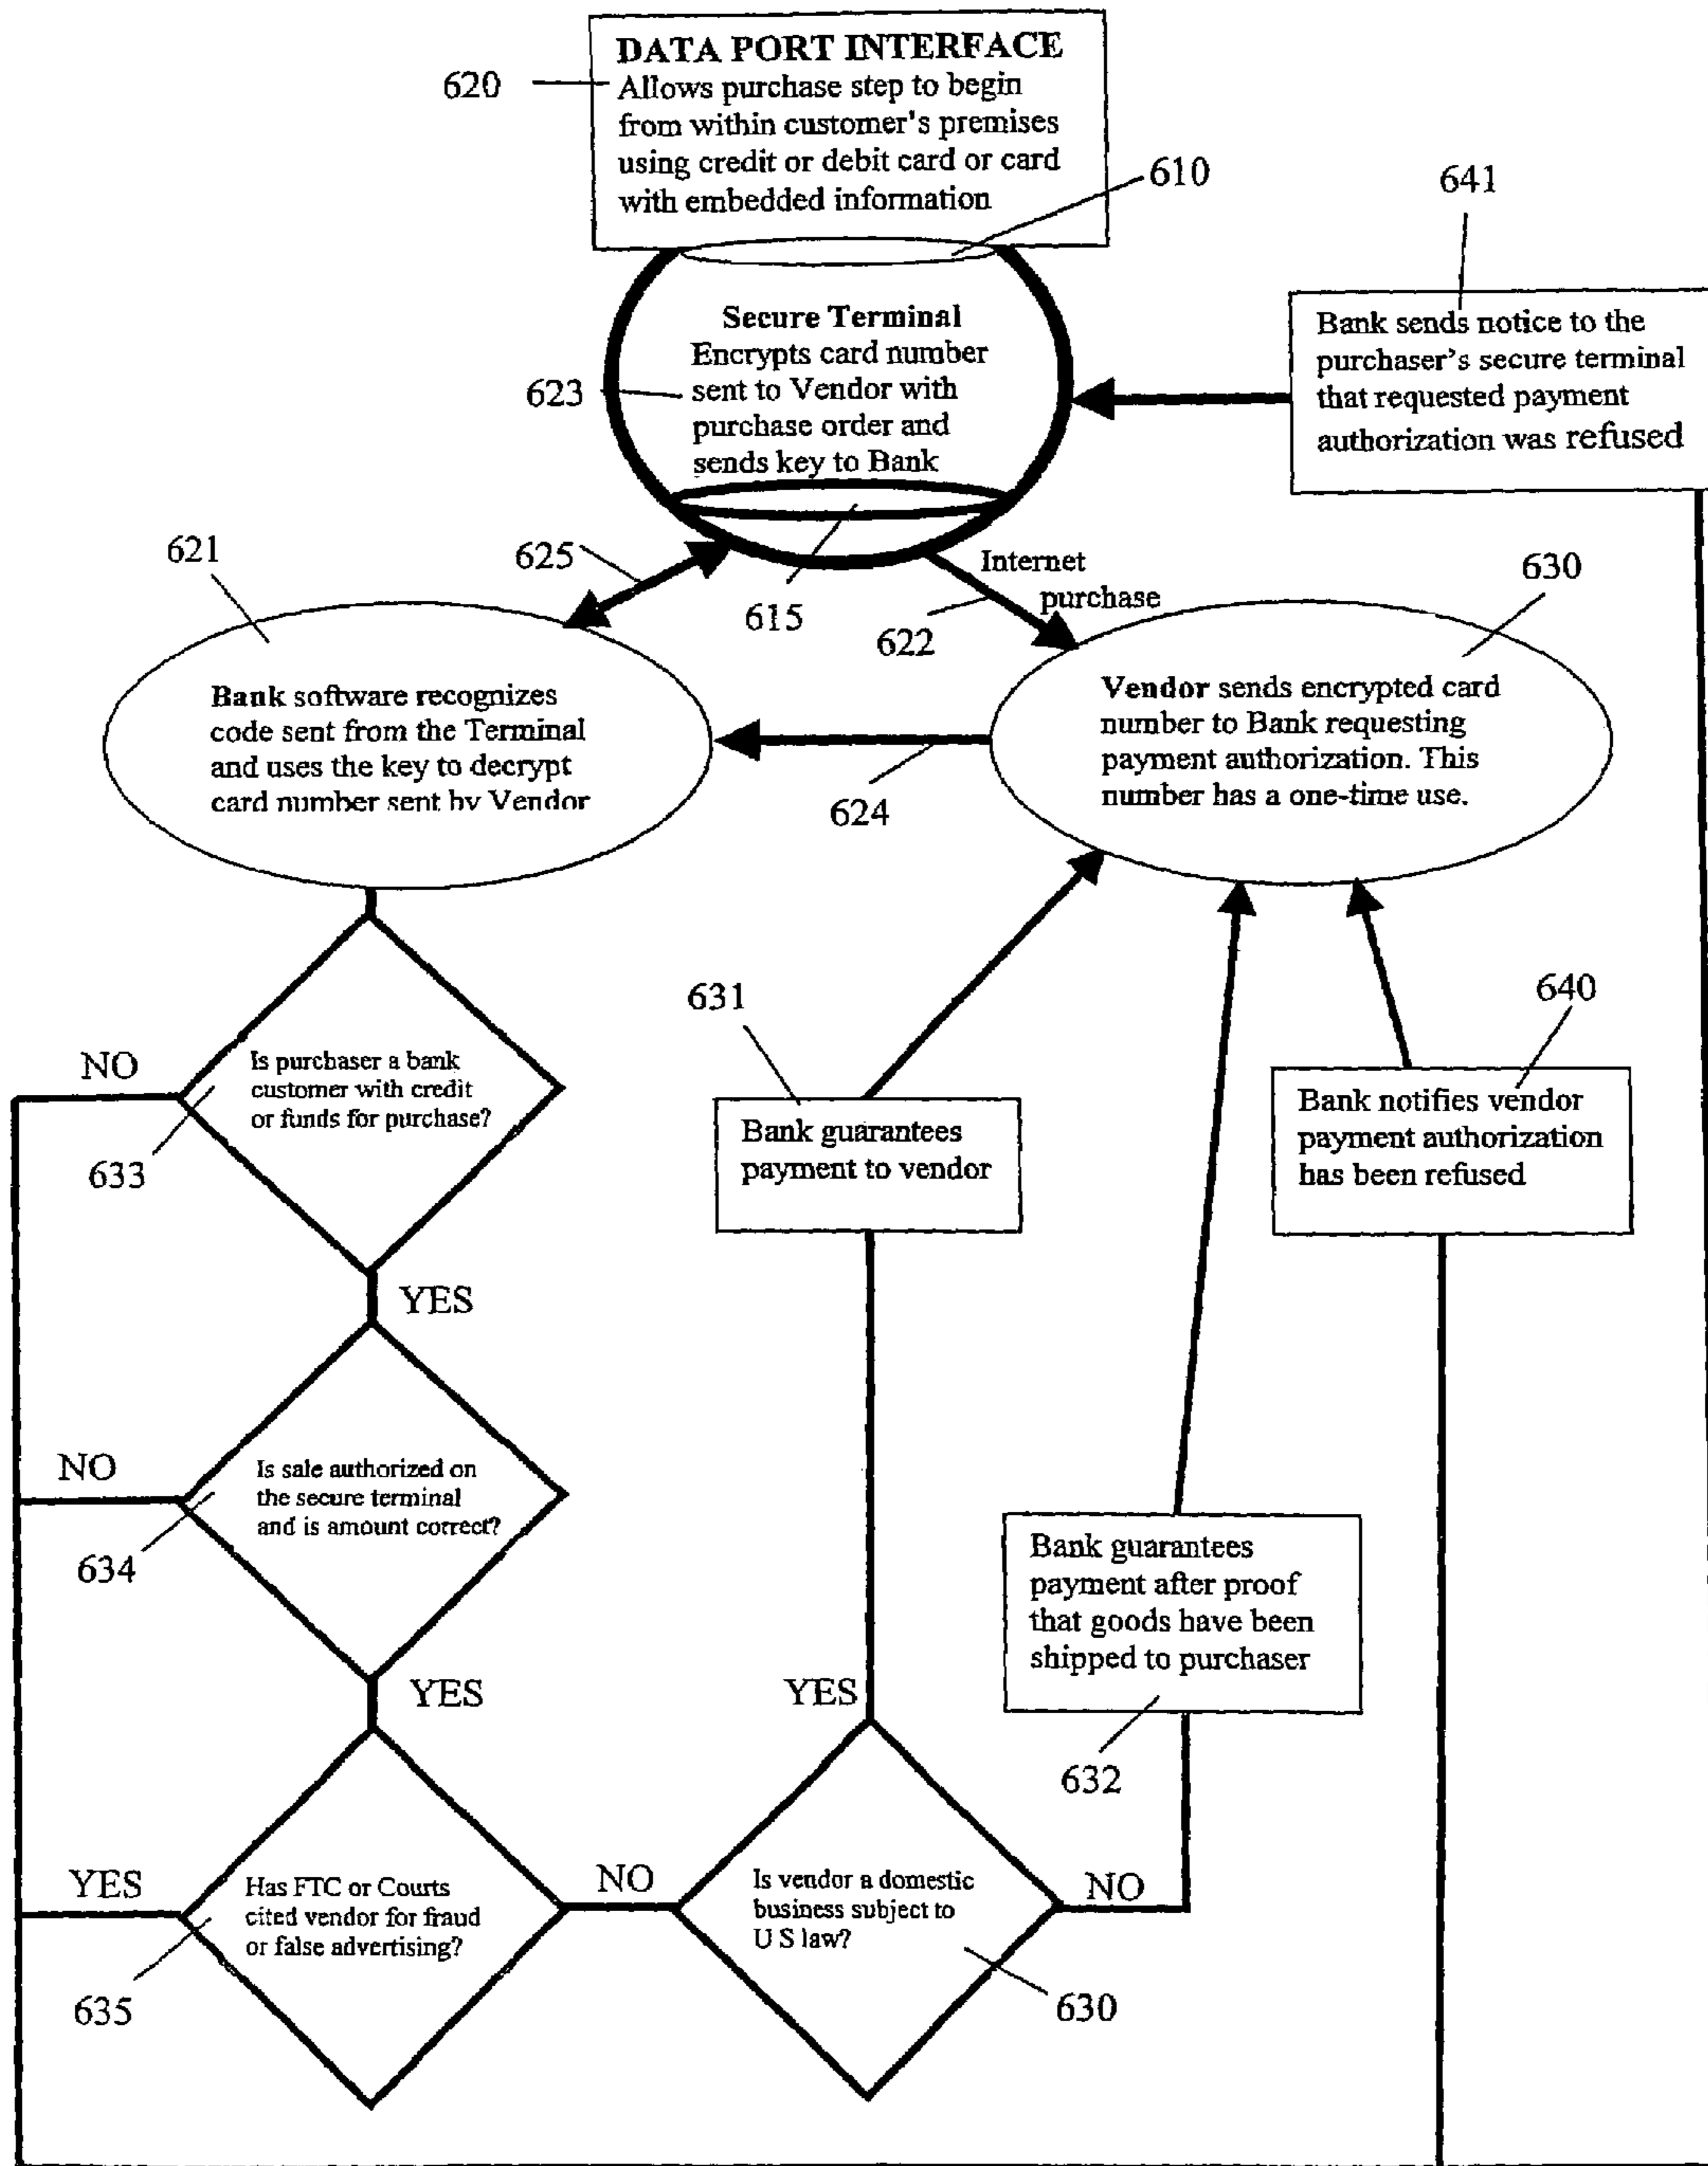 DATA PORT INTERFACE
620
Allows purchase step to begin
from within customer's premises
using credit or debit card or card
with embedded information
610
641
Secure Terminal
Encrypts card number
sent to Vendor with
purchase order and
sends key to Bank
623
Bank sends notice to the
purchaser's secure terminal
that requested payment
authorization was refused
621
625
615
Internet
purchase
622
630
Bank software recognizes
code sent from the Terminal
and uses the key to decrypt
card number sent by Vendor
Vendor sends encrypted card
number to Bank requesting
payment authorization. This
number has a one-time use.
624
631
640
NO
Is purchaser a bank
customer with credit
or funds for purchase?
633
Bank guarantees
payment to vendor
Bank notifies vendor
payment authorization
has been refused
YES
NO
Is sale authorized on
the secure terminal
and is amount correct?
634
Bank guarantees
payment after proof
that goods have been
shipped to purchaser
YES
YES
632
YES
Has FTC or Courts
cited vendor for fraud
or false advertising?
NO
Is vendor a domestic
business subject to
U S law?
NO
635
630